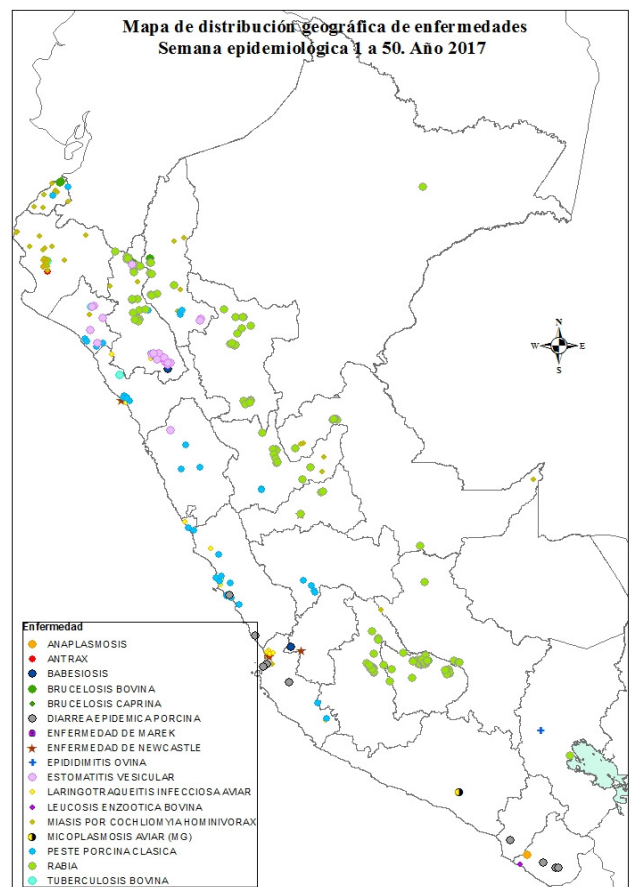 Mapa de distribución geográfica de enfermedades
Semana epidemiológica 1 a 50. Año 2017
N
W E
S
Enfermedad
ANAPLASMOSIS
ANTRAX
BABESIOSIS
BRUCELOSIS BOVINA
BRUCELOSIS CAPRINA
DIARREA EPIDEMICA PORCINA
ENFERMEDAD DE MAREK
ENFERMEDAD DE NEWCASTLE
EPIDIDIMITIS OVINA
ESTOMATITIS VESICULAR
LARINGOTRAQUEITIS INFECCIOSA AVIAR
LEUCOSIS ENZOOTICA BOVINA
MIASIS POR COCHLIOMYIA HOMINIVORAX
MICOPLASMOSIS AVIAR (MG)
PESTE PORCINA CLASICA
RABIA
TUBERCULOSIS BOVINA